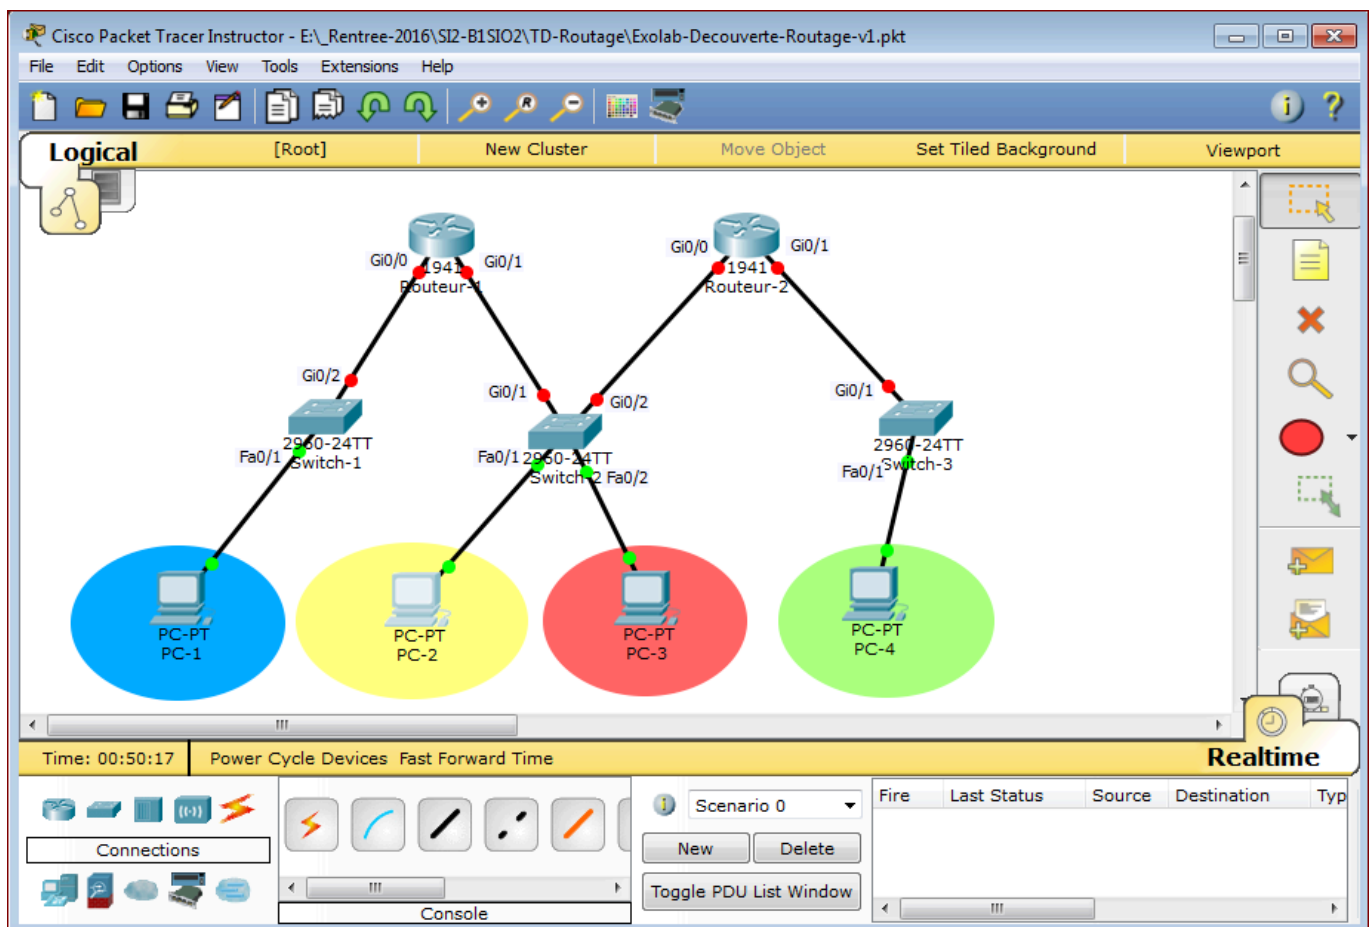 Cisco Packet Tracer Instructor - E:\_Rentree-2016\SI2-B1SIO2\TD-Routage\Exolab-Decouverte-Routage-v1.pkt
File Edit Options View Tools Extensions Help
R
i ?
Logical [Root] New Cluster Move Object Set Tiled Background Viewport
Gi0/0 1941 Gi0/1
Routeur-1
Gi0/0 1941 Gi0/1
Routeur-2
Gi0/2
Gi0/1
Gi0/2
Gi0/1
2960-24TT
Fa0/1 Switch-1
Fa0/1 2960-24TT
Switch-2 Fa0/2
2960-24TT
Fa0/1 Switch-3
PC-PT
PC-1
PC-PT
PC-2
PC-PT
PC-3
PC-PT
PC-4
Time: 00:50:17 Power Cycle Devices Fast Forward Time Realtime
Connections
Console
i Scenario 0
New Delete
Toggle PDU List Window
Fire Last Status Source Destination Typ